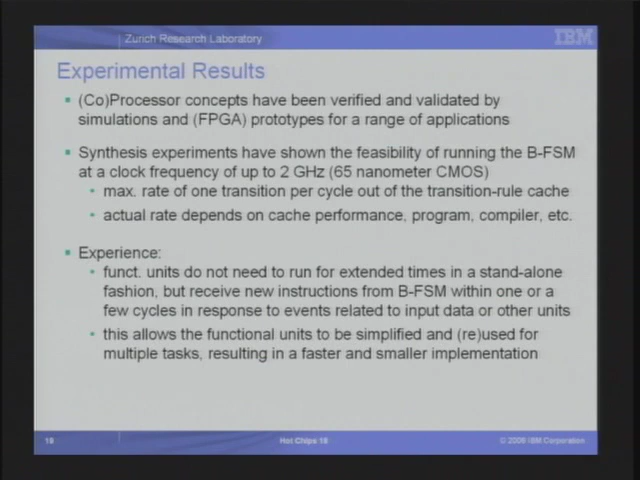 Zurich Research Laboratory
IBM
Experimental Results
(Co)Processor concepts have been verified and validated by
simulations and (FPGA) prototypes for a range of applications
Synthesis experiments have shown the feasibility of running the B-FSM
at a clock frequency of up to 2 GHz (65 nanometer CMOS)
max. rate of one transition per cycle out of the transition-rule cache
actual rate depends on cache performance, program, compiler, etc.
Experience:
funct. units do not need to run for extended times in a stand-alone
fashion, but receive new instructions from B-FSM within one or a
few cycles in response to events related to input data or other units
this allows the functional units to be simplified and (re)used for
multiple tasks, resulting in a faster and smaller implementation
Hot Chips 18
© 2006 IBM Corporation